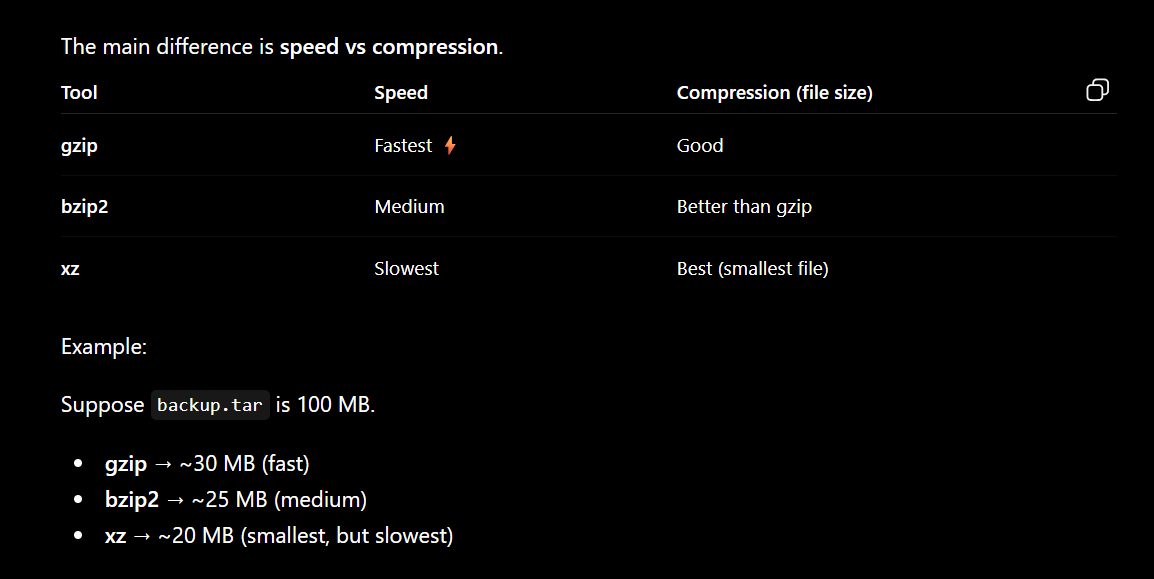 The main difference is speed vs compression.
Tool Speed Compression (file size)
gzip Fastest ⚡ Good
bzip2 Medium Better than gzip
xz Slowest Best (smallest file)
Example:
Suppose backup.tar is 100 MB.
• gzip → ~30 MB (fast)
• bzip2 → ~25 MB (medium)
• xz → ~20 MB (smallest, but slowest)